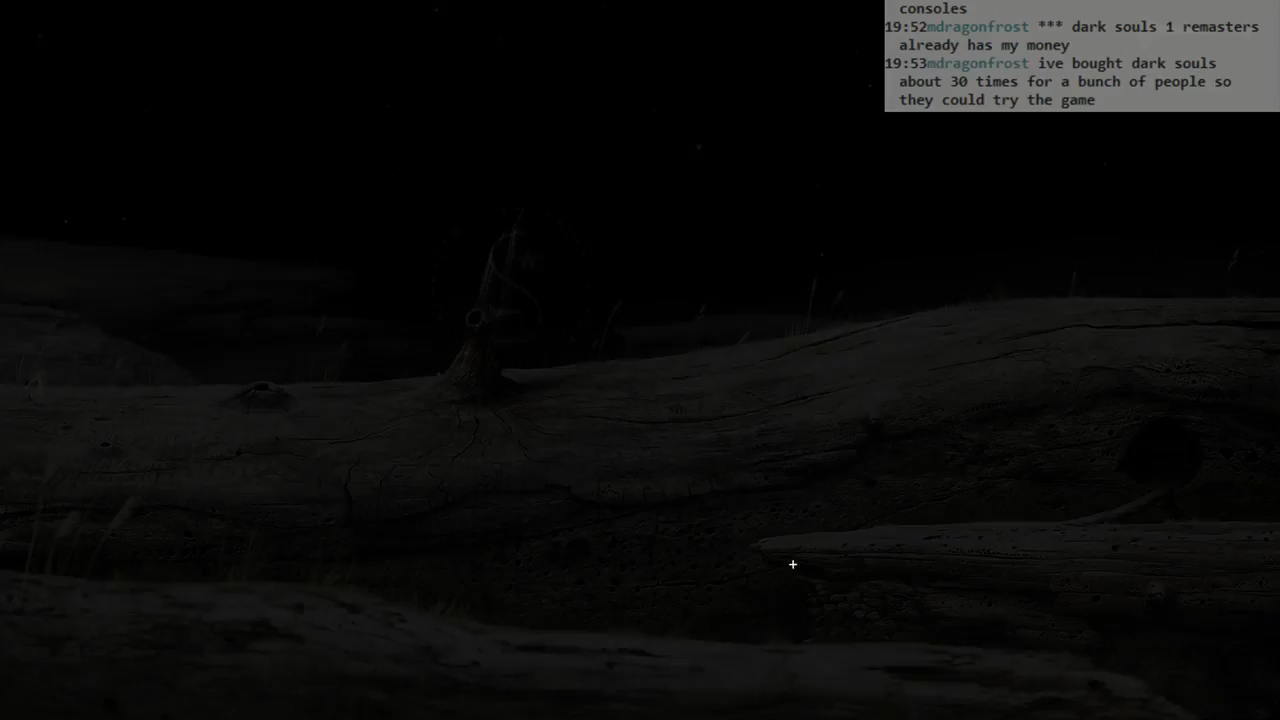 consoles
19:52mdragonfrost *** dark souls 1 remasters
already has my money
19:53mdragonfrost ive bought dark souls
about 30 times for a bunch of people so
they could try the game